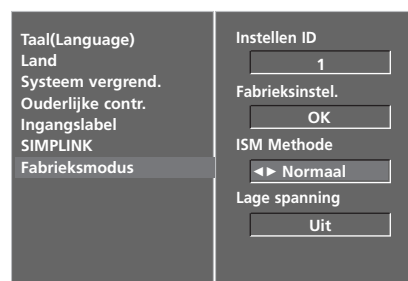 Taal(Language)
Land
Systeem vergrend.
Ouderlijke contr.
Ingangslabel
SIMPLINK
Fabrieksmodus
Instellen ID
1
Fabrieksinstel.
OK
ISM Methode
◄► Normaal
Lage spanning
Uit